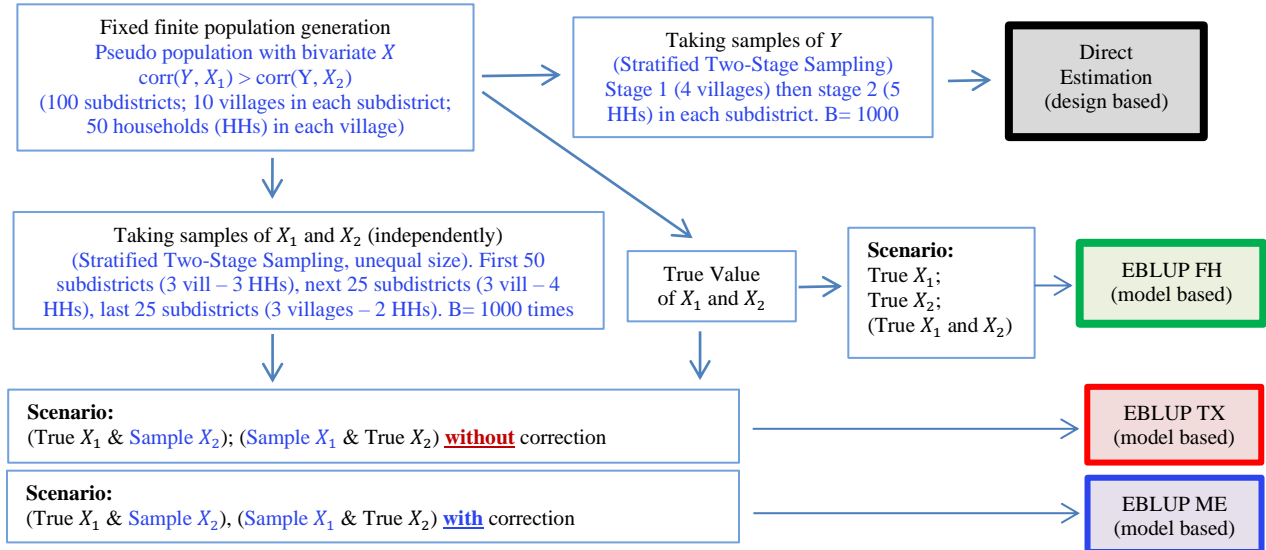 Fixed finite population generation
Pseudo population with bivariate X
corr(Y, X₁) > corr(Y, X₂)
(100 subdistricts; 10 villages in each subdistrict;
50 households (HHs) in each village)
Taking samples of Y
(Stratified Two-Stage Sampling)
Stage 1 (4 villages) then stage 2 (5
HHs) in each subdistrict. B= 1000
Direct
Estimation
(design based)
Taking samples of X₁ and X₂ (independently)
(Stratified Two-Stage Sampling, unequal size). First 50
subdistricts (3 vill – 3 HHs), next 25 subdistricts (3 vill – 4
HHs), last 25 subdistricts (3 villages – 2 HHs). B= 1000 times
True Value
of X₁ and X₂
Scenario:
True X₁;
True X₂;
(True X₁ and X₂)
EBLUP FH
(model based)
Scenario:
(True X₁ & Sample X₂); (Sample X₁ & True X₂) without correction
EBLUP TX
(model based)
Scenario:
(True X₁ & Sample X₂), (Sample X₁ & True X₂) with correction
EBLUP ME
(model based)